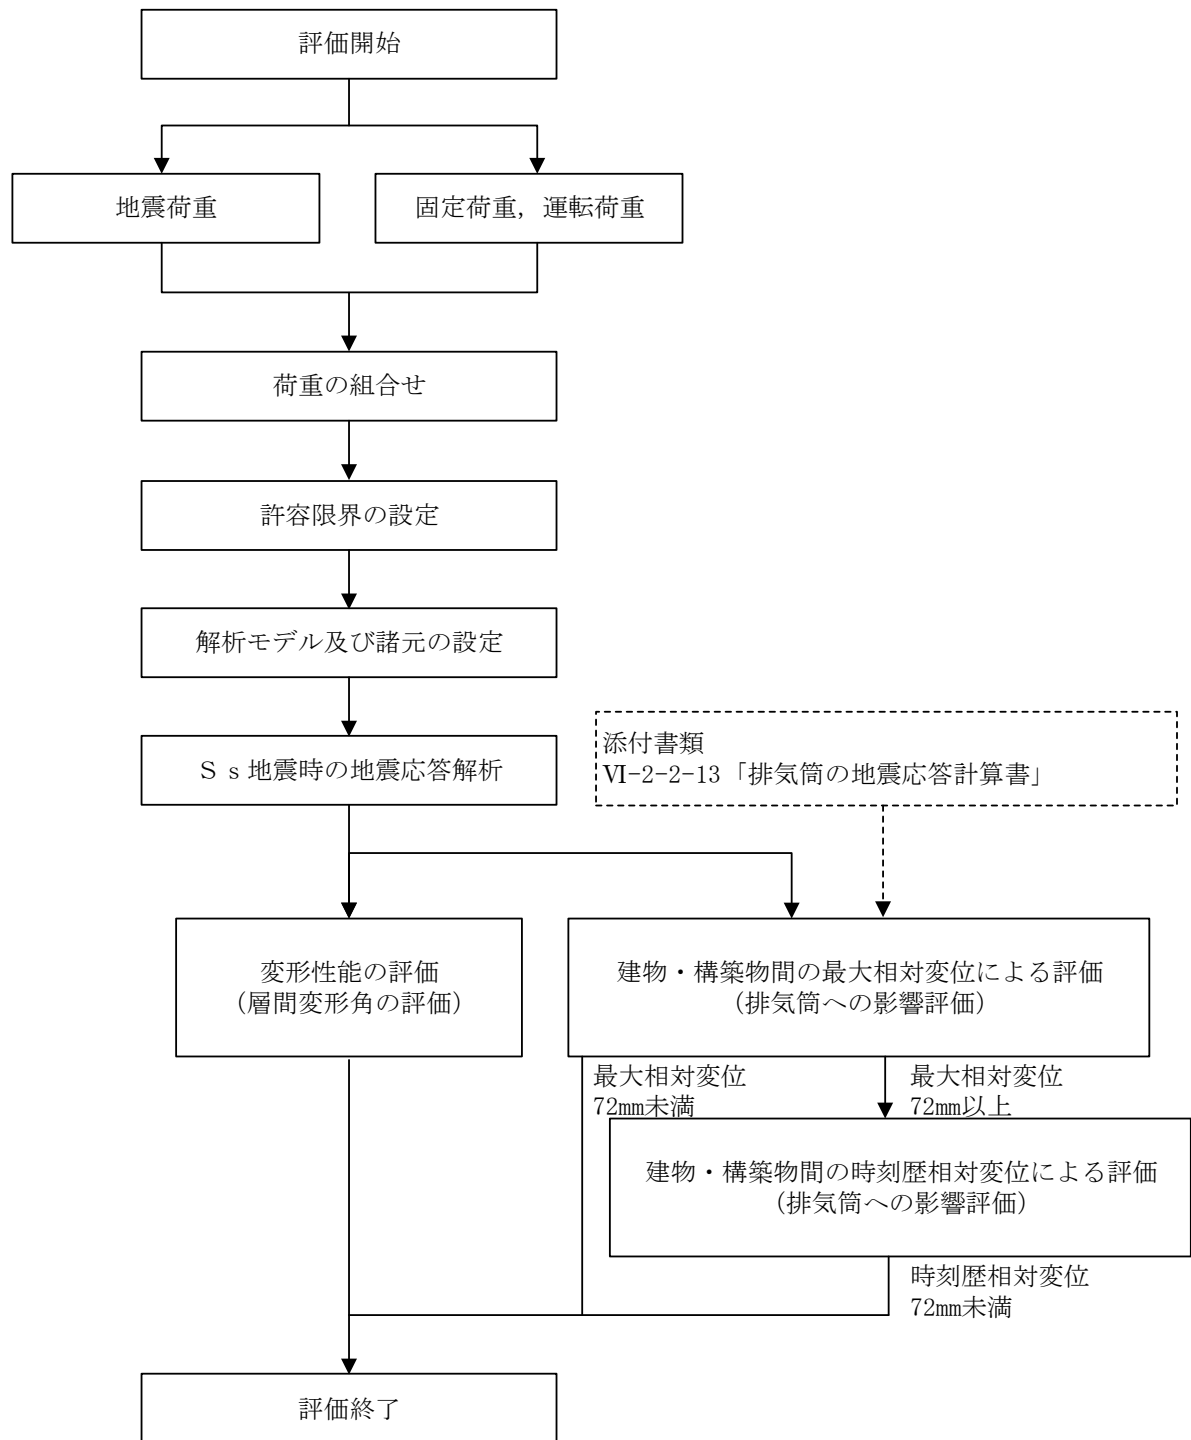 評価開始
地震荷重
固定荷重，運転荷重
荷重の組合せ
許容限界の設定
解析モデル及び諸元の設定
Ｓｓ地震時の地震応答解析
添付書類
Ⅵ-2-2-13「排気筒の地震応答計算書」
変形性能の評価
（層間変形角の評価）
建物・構築物間の最大相対変位による評価
（排気筒への影響評価）
最大相対変位
72mm未満
最大相対変位
72mm以上
建物・構築物間の時刻歴相対変位による評価
（排気筒への影響評価）
時刻歴相対変位
72mm未満
評価終了